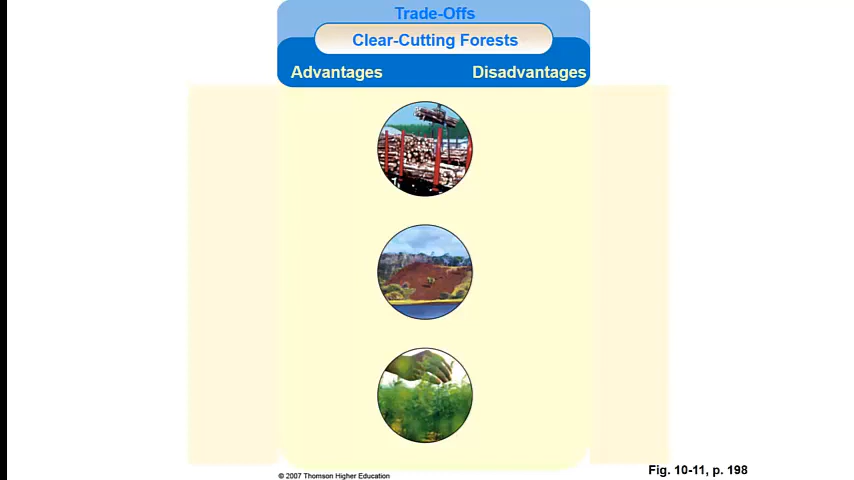 Trade-Offs
Clear-Cutting Forests
Advantages Disadvantages
© 2007 Thomson Higher Education
Fig. 10-11, p. 198